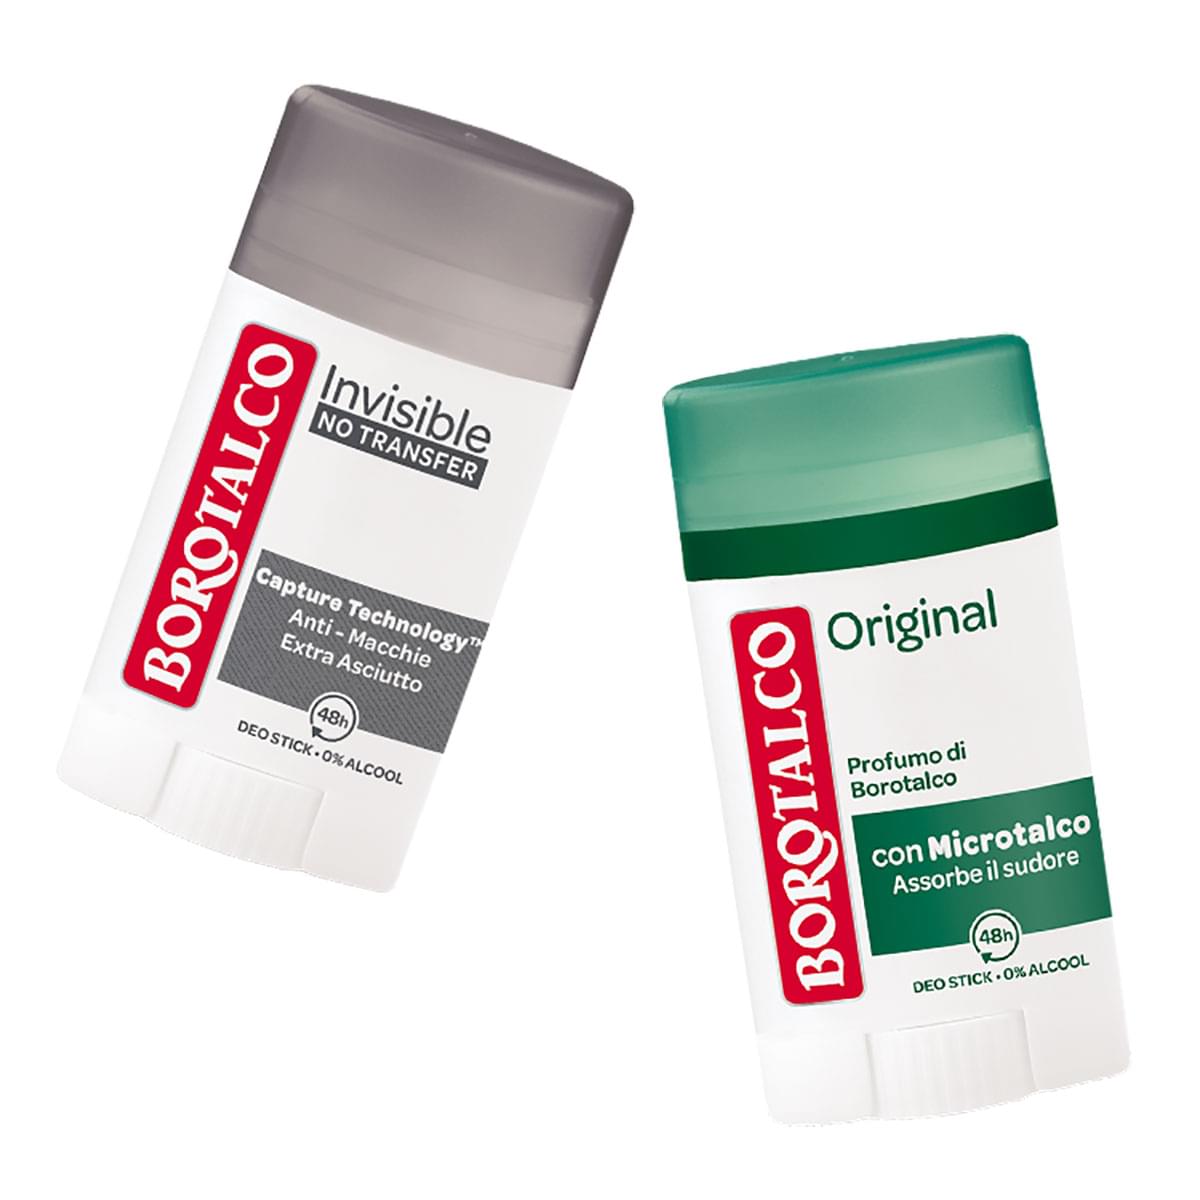 BOROTALCO
Invisible
NO TRANSFER
Capture Technology™
Anti - Macchie
Extra Asciutto
48h
DEO STICK • 0% ALCOOL
BOROTALCO
Original
Profumo di
Borotalco
con Microtalco
Assorbe il sudore
48h
DEO STICK • 0% ALCOOL